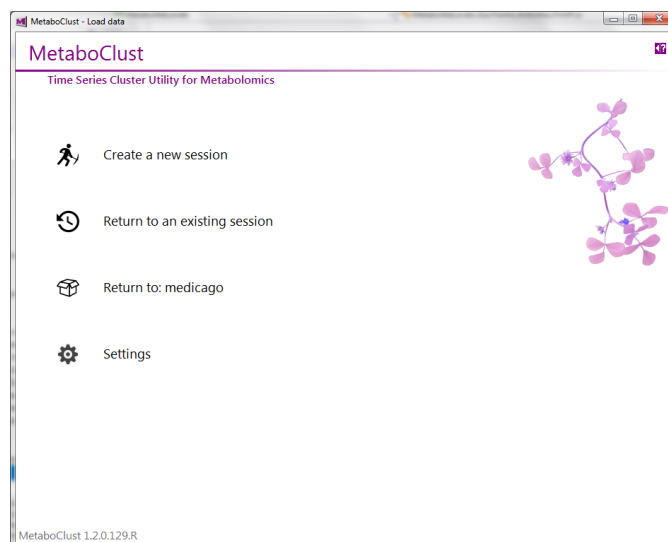 MetaboClust - Load data
MetaboClust
Time Series Cluster Utility for Metabolomics
Create a new session
Return to an existing session
Return to: medicago
Settings
MetaboClust 1.2.0.129.R